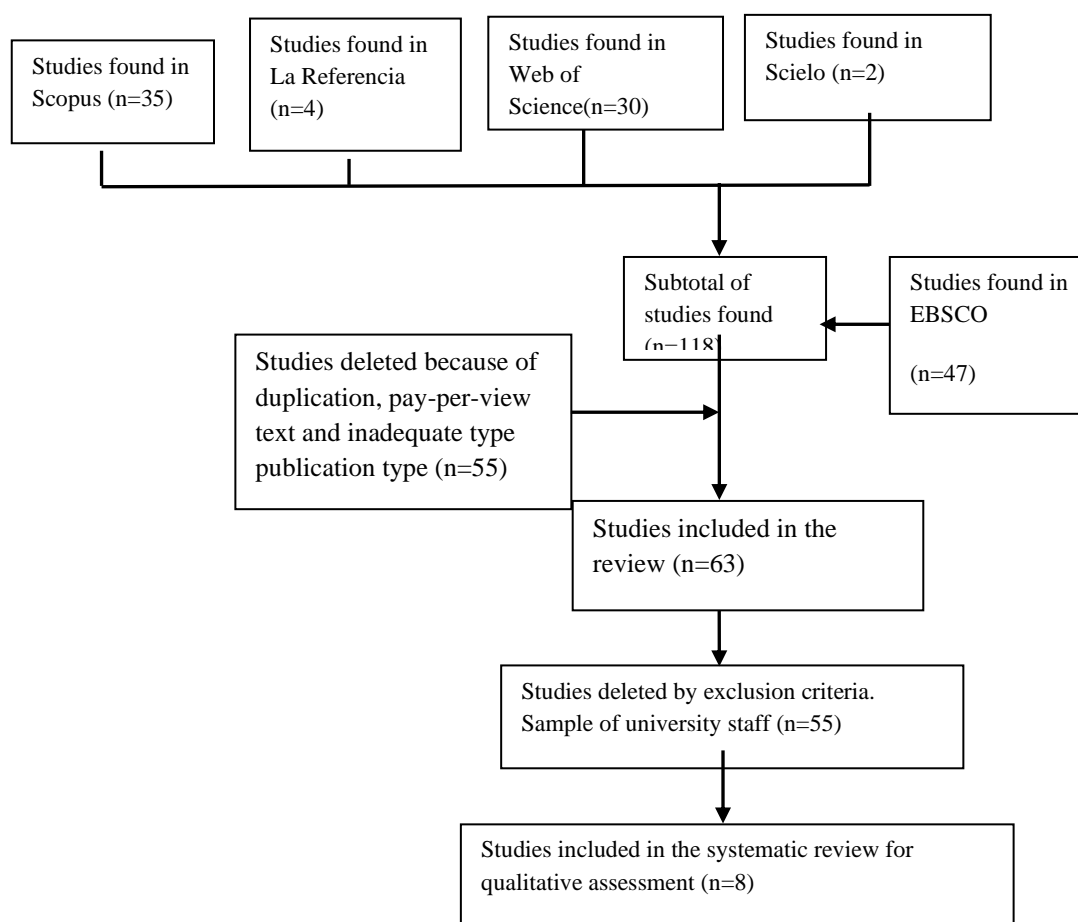 Studies found in
Scopus (n=35)
Studies found in
La Referencia
(n=4)
Studies found in
Web of
Science(n=30)
Studies found in
Scielo (n=2)
Subtotal of
studies found
(n=118)
Studies found in
EBSCO
(n=47)
Studies deleted because of
duplication, pay-per-view
text and inadequate type
publication type (n=55)
Studies included in the
review (n=63)
Studies deleted by exclusion criteria.
Sample of university staff (n=55)
Studies included in the systematic review for
qualitative assessment (n=8)